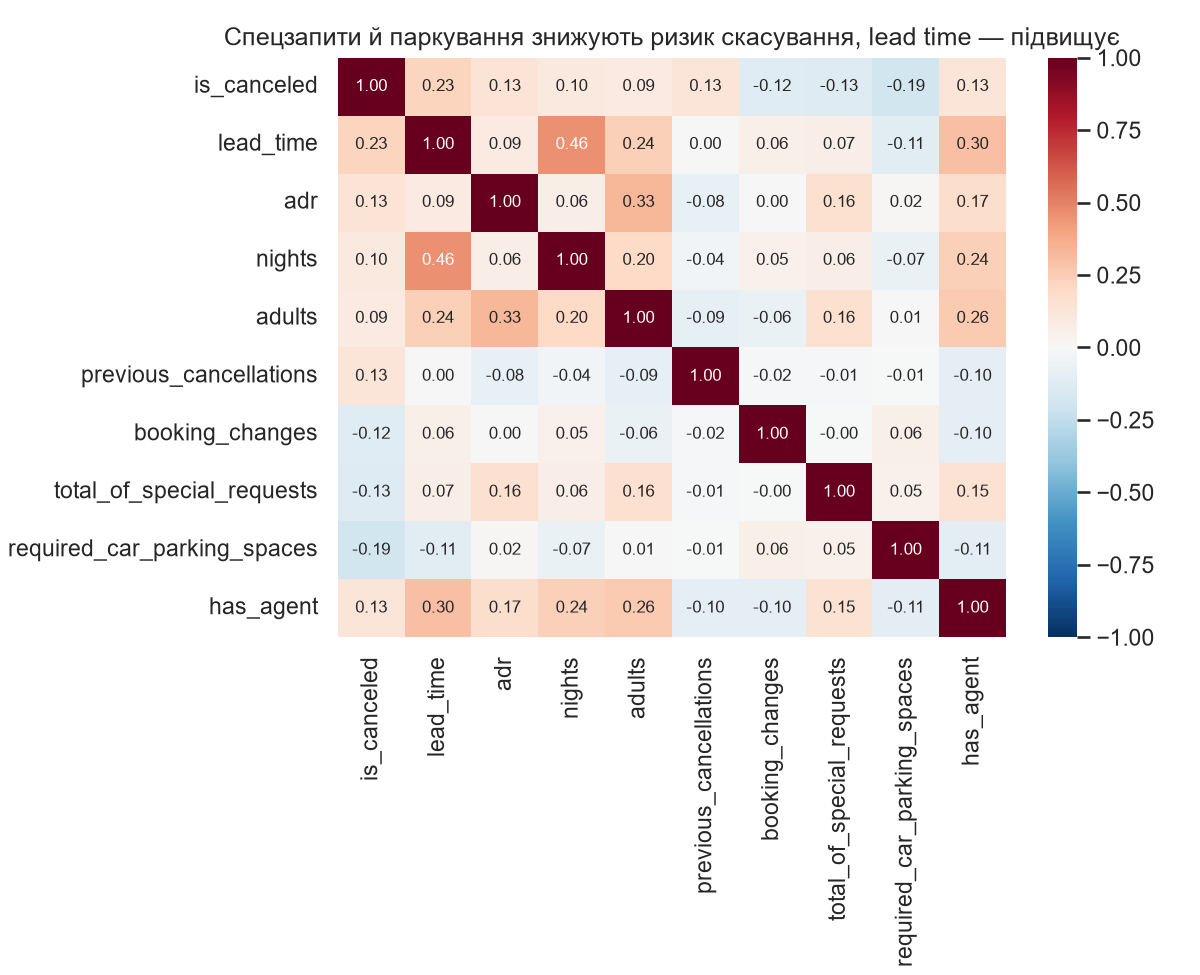 Спецзапити й паркування знижують ризик скасування, lead time — підвищує
is_canceled 1.00 0.23 0.13 0.10 0.09 0.13 -0.12 -0.13 -0.19 0.13
lead_time 0.23 1.00 0.09 0.46 0.24 0.00 0.06 0.07 -0.11 0.30
adr 0.13 0.09 1.00 0.06 0.33 -0.08 0.00 0.16 0.02 0.17
nights 0.10 0.46 0.06 1.00 0.20 -0.04 0.05 0.06 -0.07 0.24
adults 0.09 0.24 0.33 0.20 1.00 -0.09 -0.06 0.16 0.01 0.26
previous_cancellations 0.13 0.00 -0.08 -0.04 -0.09 1.00 -0.02 -0.01 -0.01 -0.10
booking_changes -0.12 0.06 0.00 0.05 -0.06 -0.02 1.00 -0.00 0.06 -0.10
total_of_special_requests -0.13 0.07 0.16 0.06 0.16 -0.01 -0.00 1.00 0.05 0.15
required_car_parking_spaces -0.19 -0.11 0.02 -0.07 0.01 -0.01 0.06 0.05 1.00 -0.11
has_agent 0.13 0.30 0.17 0.24 0.26 -0.10 -0.10 0.15 -0.11 1.00
is_canceled
lead_time
adr
nights
adults
previous_cancellations
booking_changes
total_of_special_requests
required_car_parking_spaces
has_agent
1.00
0.75
0.50
0.25
0.00
−0.25
−0.50
−0.75
−1.00